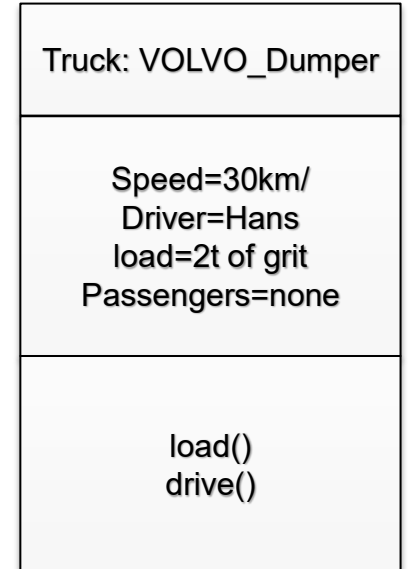 Truck: VOLVO_Dumper
Speed=30km/
Driver=Hans
load=2t of grit
Passengers=none
load()
drive()